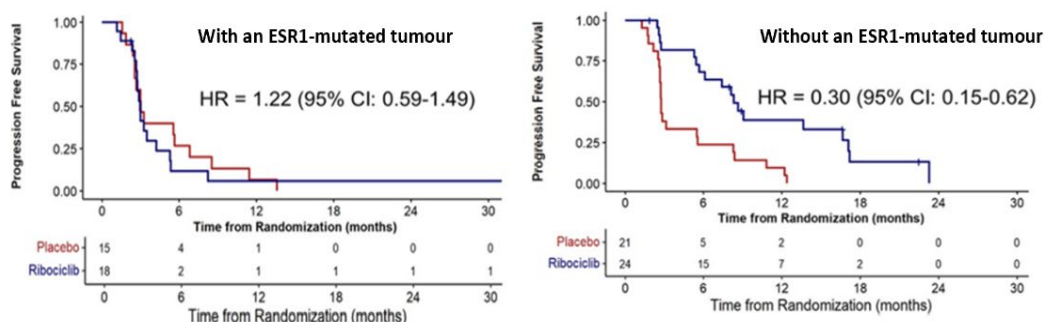 With an ESR1-mutated tumour
HR = 1.22 (95% CI: 0.59-1.49)
Progression Free Survival
1.00
0.75
0.50
0.25
0.00
0 6 12 18 24 30
Time from Randomization (months)
Placebo 15 4 1 0 0 0
Ribociclib 18 2 1 1 1 1
0 6 12 18 24 30
Time from Randomization (months)
Without an ESR1-mutated tumour
HR = 0.30 (95% CI: 0.15-0.62)
Progression Free Survival
1.00
0.75
0.50
0.25
0.00
0 6 12 18 24 30
Time from Randomization (months)
Placebo 21 5 2 0 0 0
Ribociclib 24 15 7 2 0 0
0 6 12 18 24 30
Time from Randomization (months)